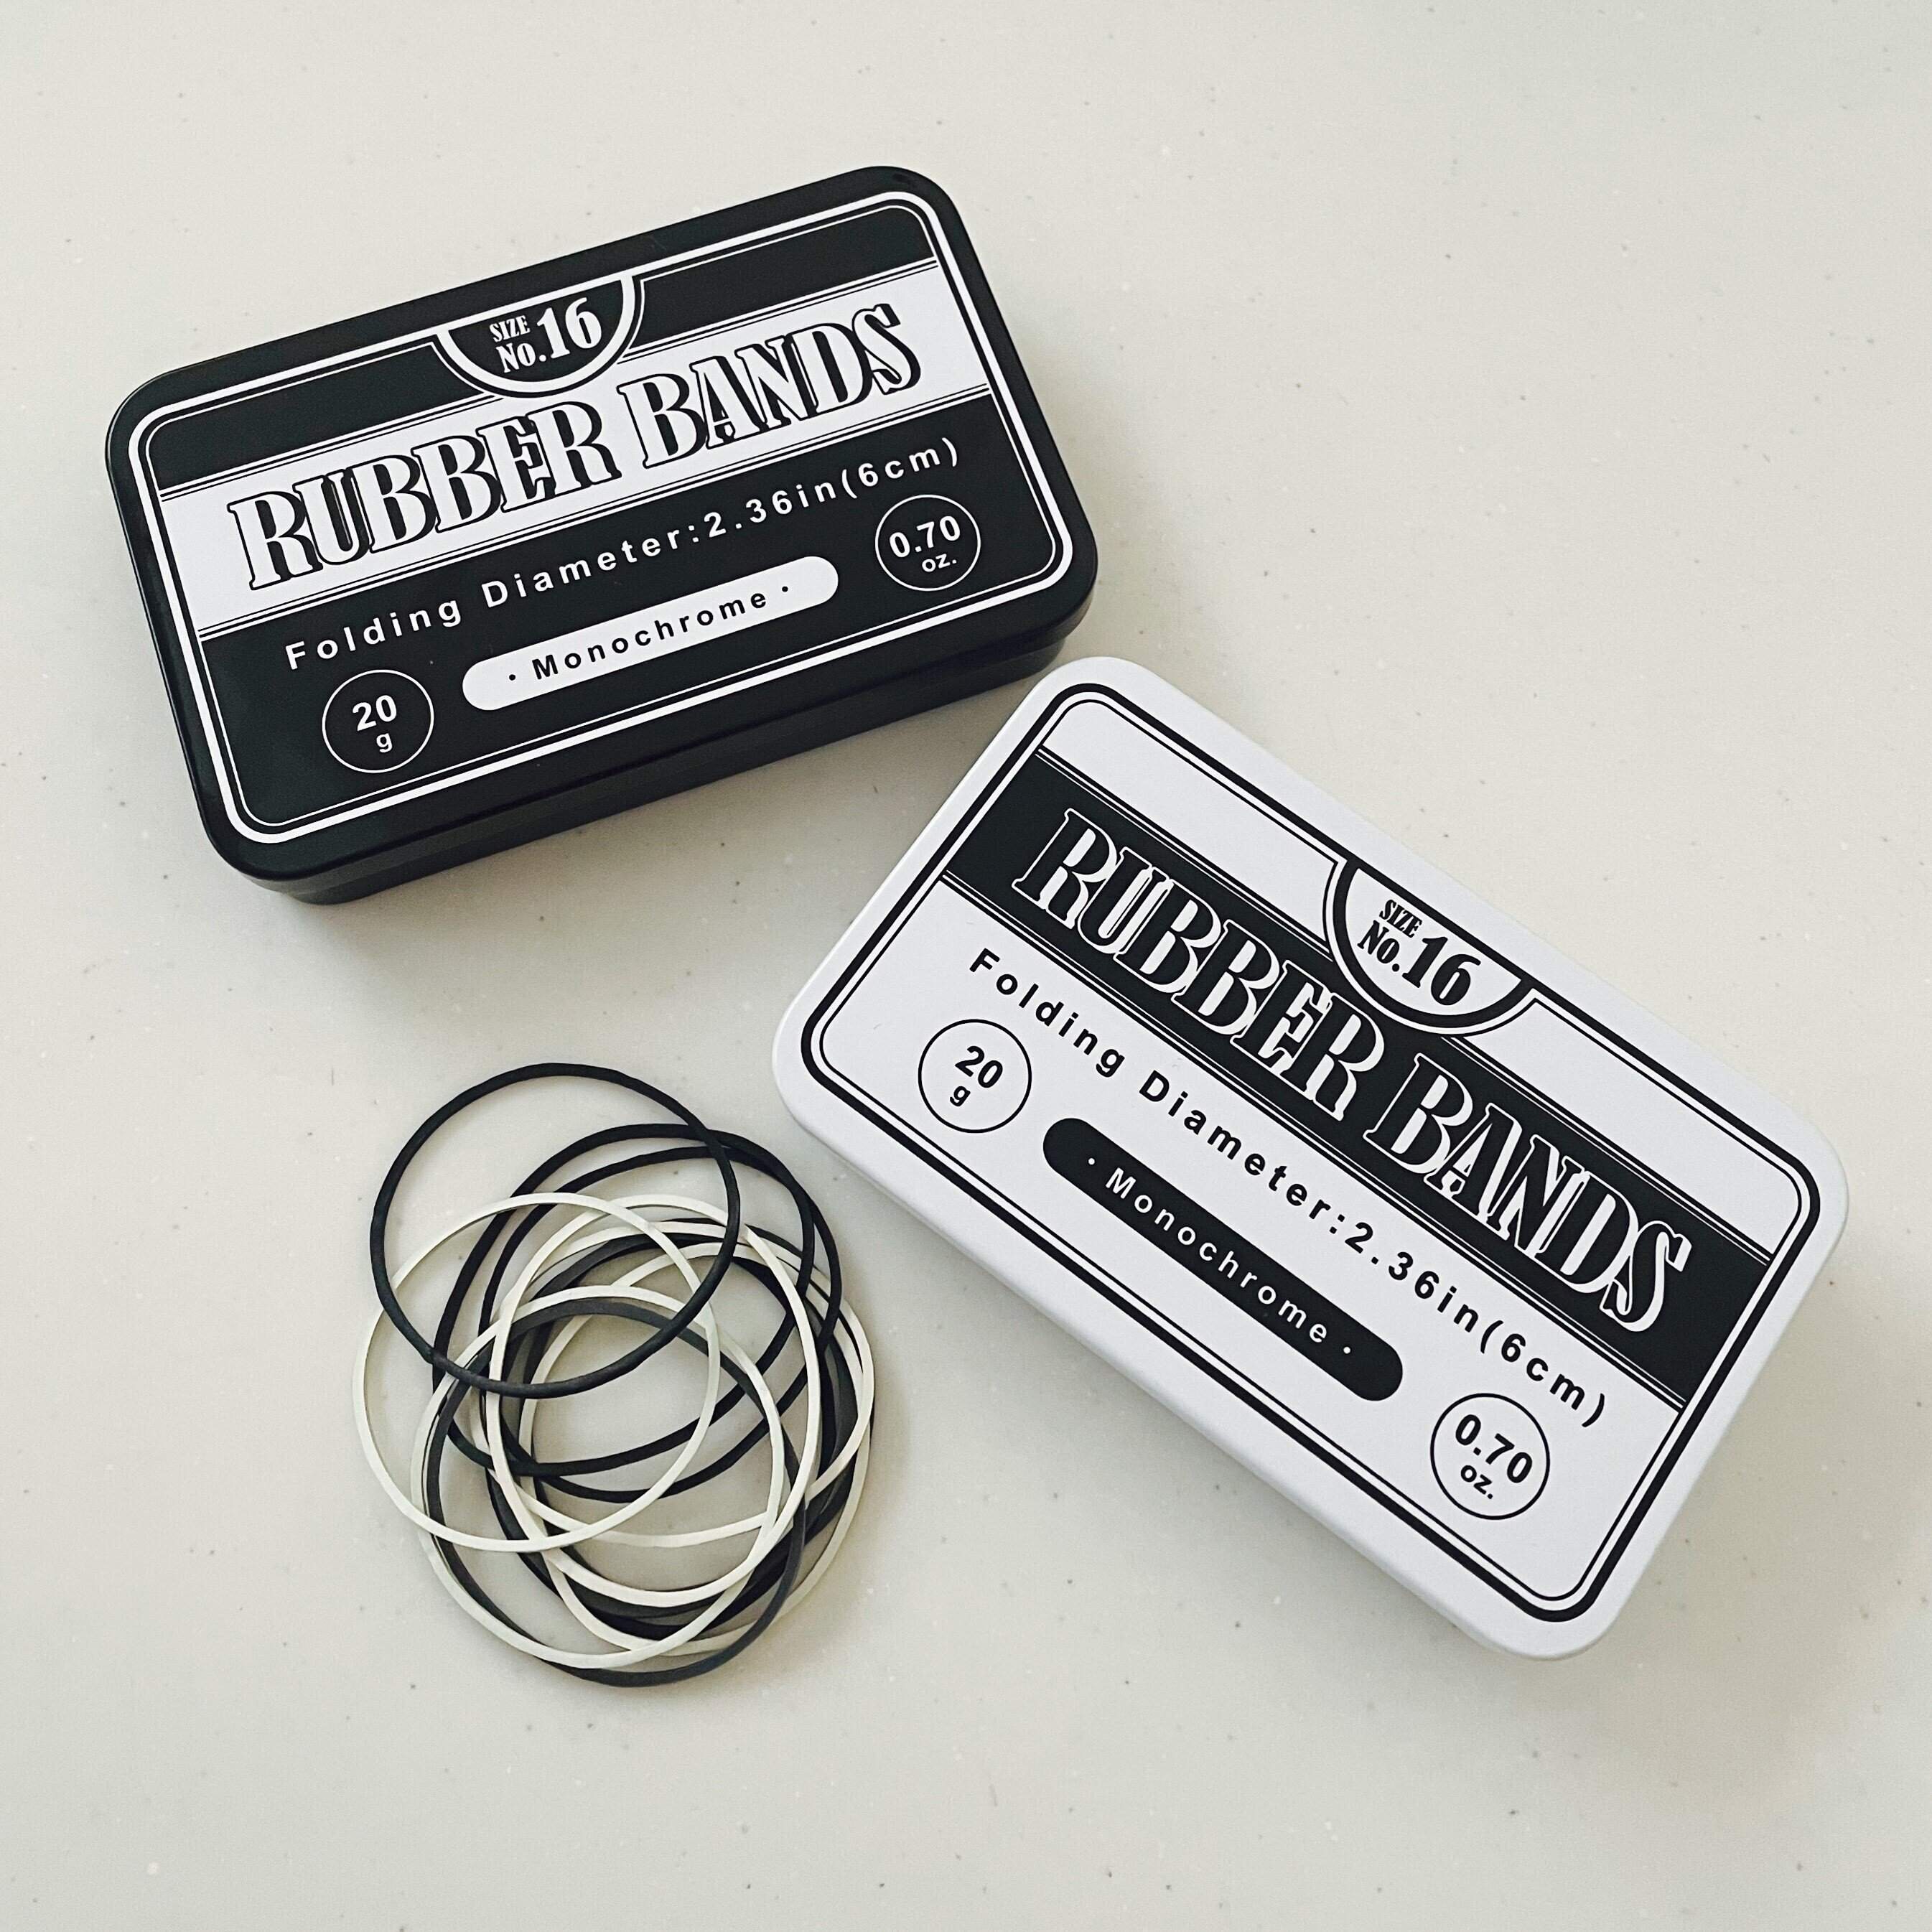 SIZE
NO.16
RUBBER BANDS
Folding Diameter:2.36in(6cm)
20
g
· Monochrome ·
0.70
oz.
SIZE
NO.16
RUBBER BANDS
Folding Diameter:2.36in(6cm)
20
g
· Monochrome ·
0.70
oz.